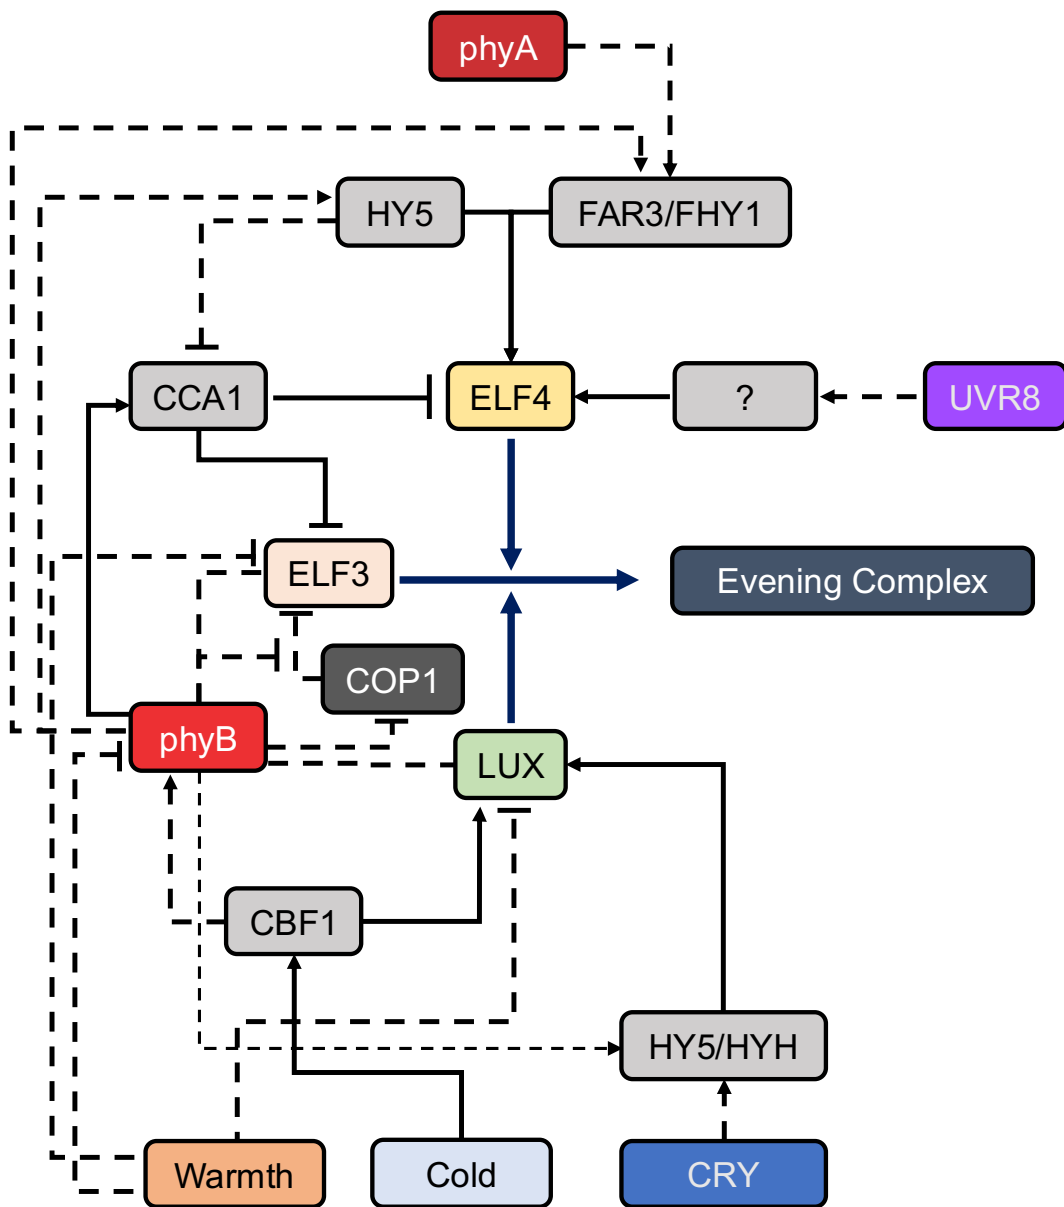 phyA
HY5
FAR3/FHY1
CCA1
ELF4
?
UVR8
ELF3
Evening Complex
COP1
phyB
LUX
CBF1
HY5/HYH
Warmth
Cold
CRY